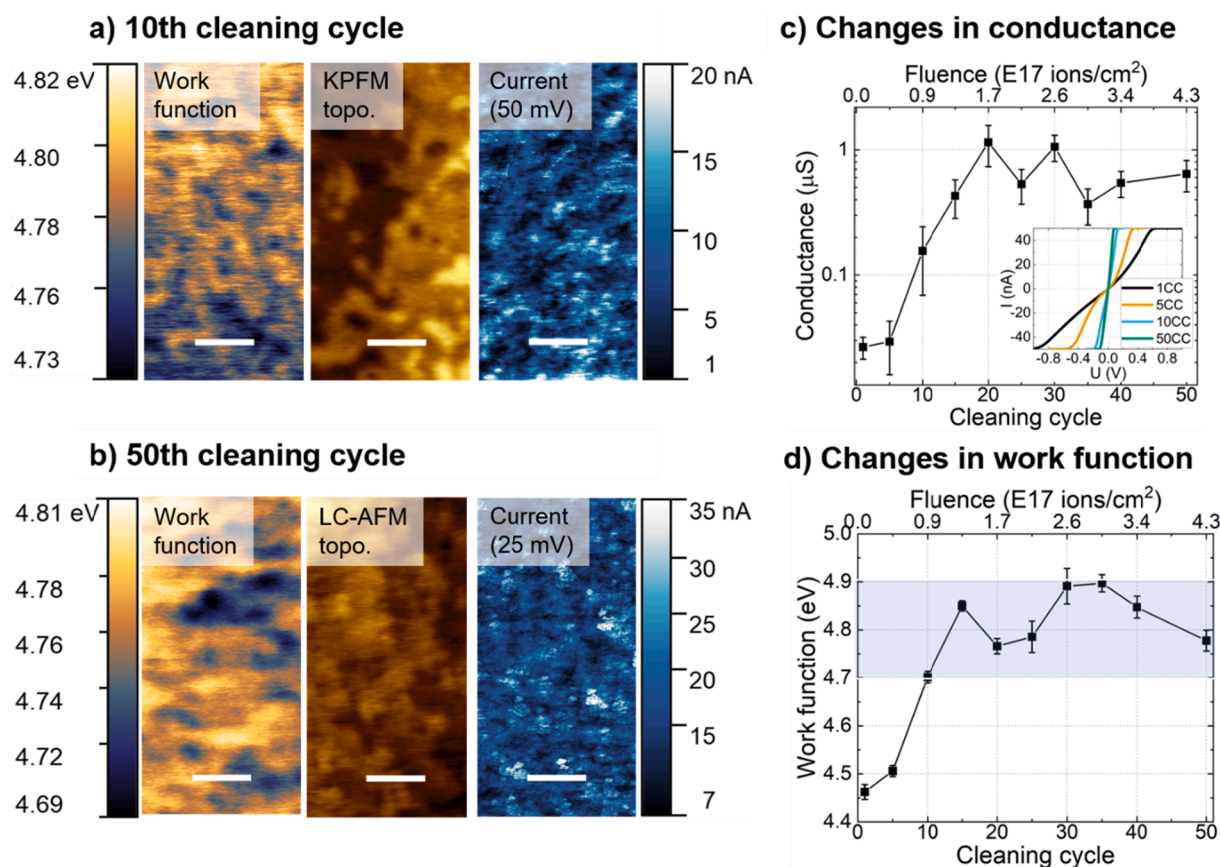 a) 10th cleaning cycle
4.82 eV
4.80
4.78
4.76
4.73
Work
function
KPFM
topo.
Current
(50 mV)
20 nA
15
10
5
1
b) 50th cleaning cycle
4.81 eV
4.78
4.76
4.74
4.72
4.69
Work
function
LC-AFM
topo.
Current
(25 mV)
35 nA
30
25
20
15
7
c) Changes in conductance
Fluence (E17 ions/cm²)
0.0 0.9 1.7 2.6 3.4 4.3
Conductance (µS)
1
0.1
I (nA)
40
20
0
-20
-40
1CC
5CC
10CC
50CC
-0.8 -0.4 0.0 0.4 0.8
U (V)
0 10 20 30 40 50
Cleaning cycle
d) Changes in work function
Fluence (E17 ions/cm²)
0.0 0.9 1.7 2.6 3.4 4.3
Work function (eV)
5.0
4.9
4.8
4.7
4.6
4.5
4.4
0 10 20 30 40 50
Cleaning cycle